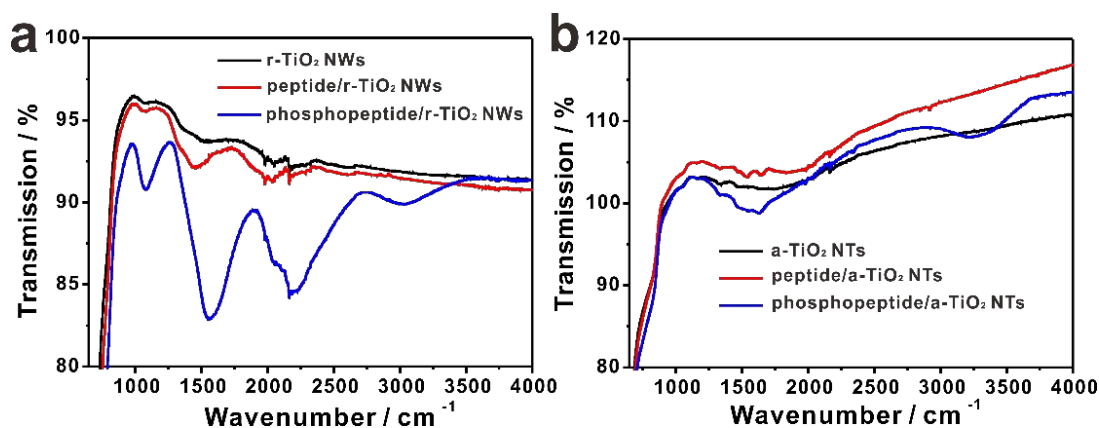 a
100
95
90
85
80
Transmission / %
r-TiO₂ NWs
peptide/r-TiO₂ NWs
phosphopeptide/r-TiO₂ NWs
1000 1500 2000 2500 3000 3500 4000
Wavenumber / cm⁻¹
b
120
110
100
90
80
Transmission / %
a-TiO₂ NTs
peptide/a-TiO₂ NTs
phosphopeptide/a-TiO₂ NTs
1000 1500 2000 2500 3000 3500 4000
Wavenumber / cm⁻¹